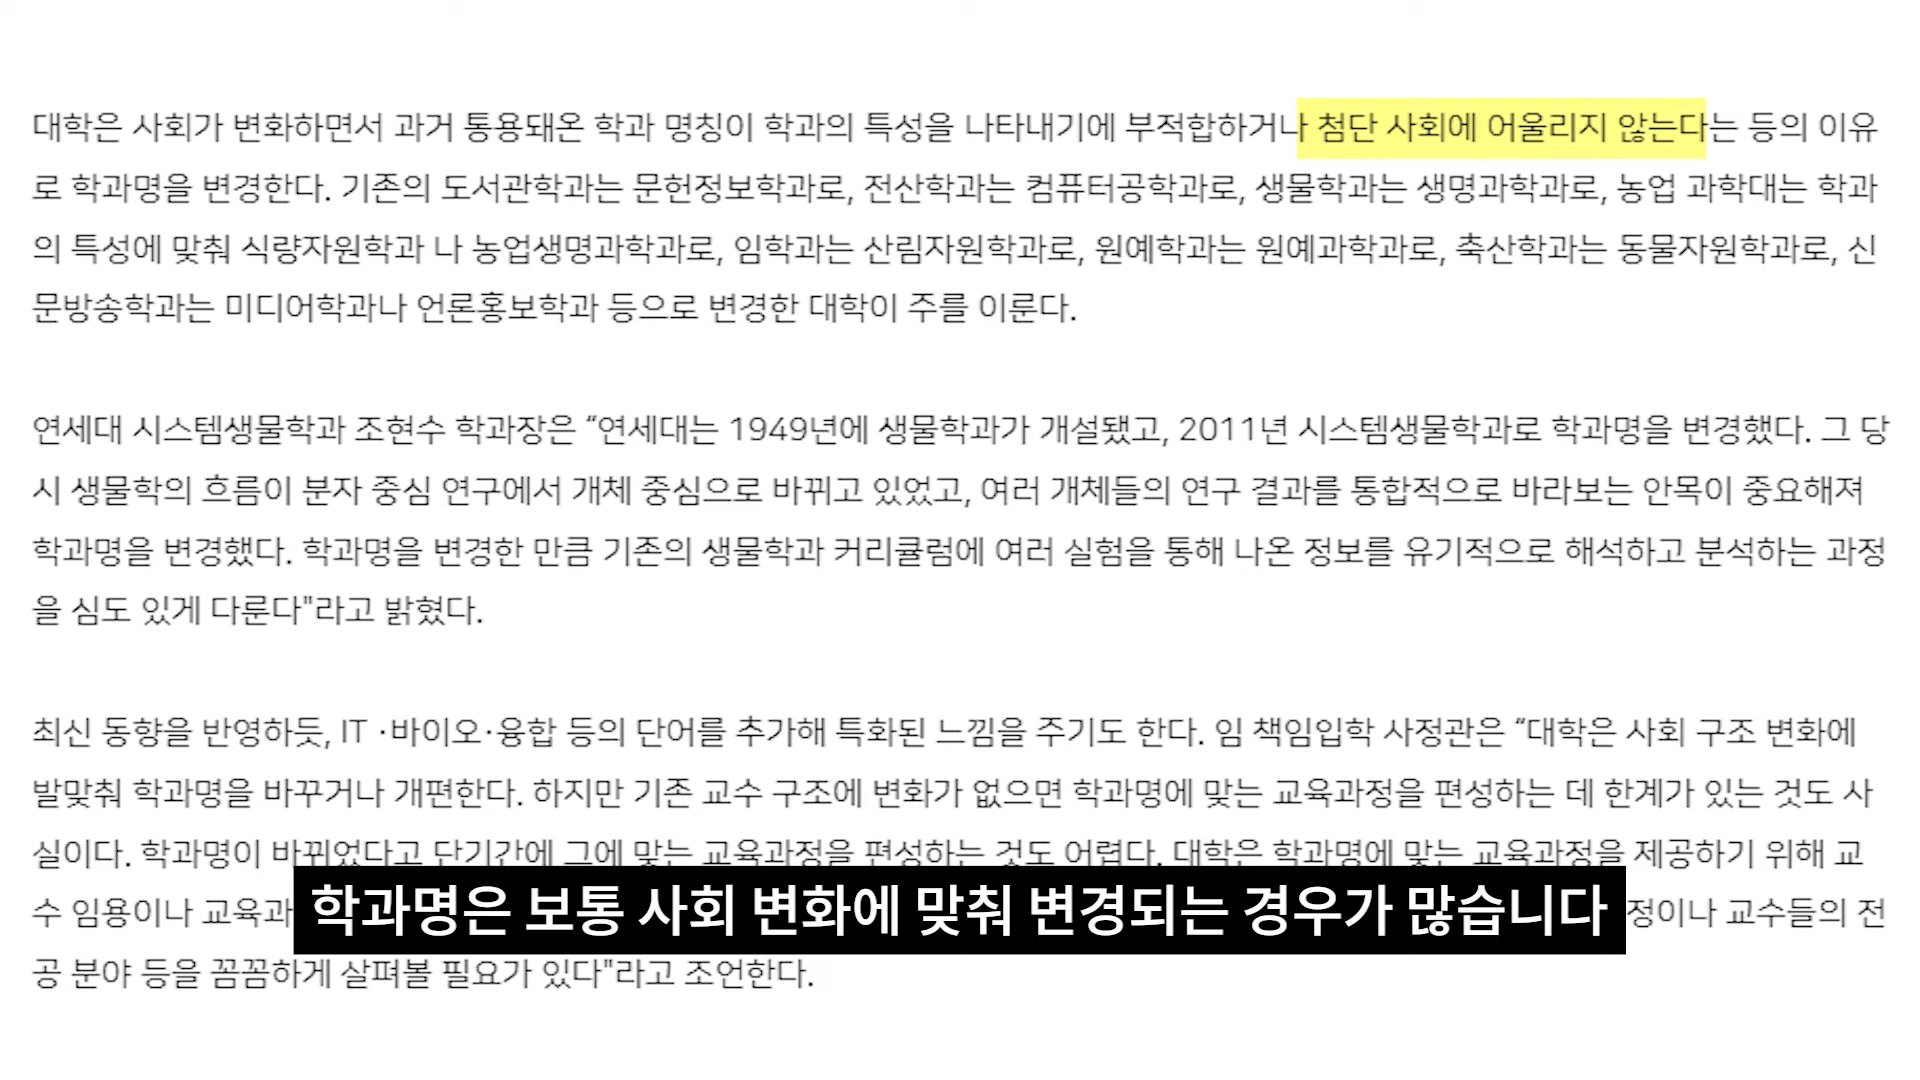 대학은 사회가 변화하면서 과거 통용돼온 학과 명칭이 학과의 특성을 나타내기에 부적합하거나 첨단 사회에 어울리지 않는다는 등의 이유
로 학과명을 변경한다. 기존의 도서관학과는 문헌정보학과로, 전산학과는 컴퓨터공학과로, 생물학과는 생명과학과로, 농업 과학대는 학과
의 특성에 맞춰 식량자원학과 나 농업생명과학과로, 임학과는 산림자원학과로, 원예학과는 원예과학과로, 축산학과는 동물자원학과로, 신
문방송학과는 미디어학과나 언론홍보학과 등으로 변경한 대학이 주를 이룬다.
연세대 시스템생물학과 조현수 학과장은 “연세대는 1949년에 생물학과가 개설됐고, 2011년 시스템생물학과로 학과명을 변경했다. 그 당
시 생물학의 흐름이 분자 중심 연구에서 개체 중심으로 바뀌고 있었고, 여러 개체들의 연구 결과를 통합적으로 바라보는 안목이 중요해져
학과명을 변경했다. 학과명을 변경한 만큼 기존의 생물학과 커리큘럼에 여러 실험을 통해 나온 정보를 유기적으로 해석하고 분석하는 과정
을 심도 있게 다룬다"라고 밝혔다.
최신 동향을 반영하듯, IT ·바이오·융합 등의 단어를 추가해 특화된 느낌을 주기도 한다. 임 책임입학 사정관은 “대학은 사회 구조 변화에
발맞춰 학과명을 바꾸거나 개편한다. 하지만 기존 교수 구조에 변화가 없으면 학과명에 맞는 교육과정을 편성하는 데 한계가 있는 것도 사
실이다. 학과명이 바뀌었다고 단기간에 그에 맞는 교육과정을 편성하는 것도 어렵다. 대학은 학과명에 맞는 교육과정을 제공하기 위해 교
수 임용이나 교육과 정이나 교수들의 전
학과명은 보통 사회 변화에 맞춰 변경되는 경우가 많습니다
공 분야 등을 꼼꼼하게 살펴볼 필요가 있다"라고 조언한다.